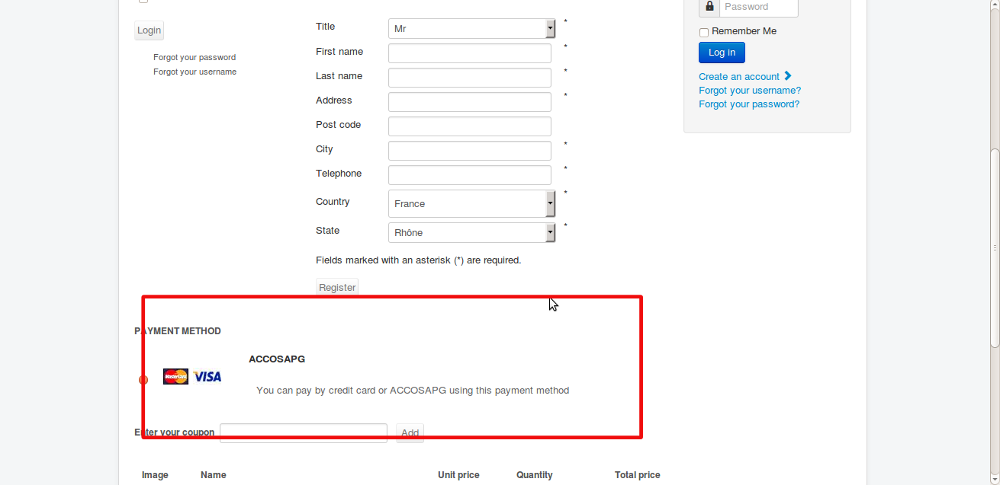 Login
Forgot your password
Forgot your username
Title Mr *
First name *
Last name *
Address *
Post code
City *
Telephone *
Country France *
State Rhône *
Fields marked with an asterisk (*) are required.
Register
Password
Remember Me
Log in
Create an account
Forgot your username?
Forgot your password?
PAYMENT METHOD
ACCOSAPG
MasterCard VISA
You can pay by credit card or ACCOSAPG using this payment method
Enter your coupon Add
Image Name Unit price Quantity Total price